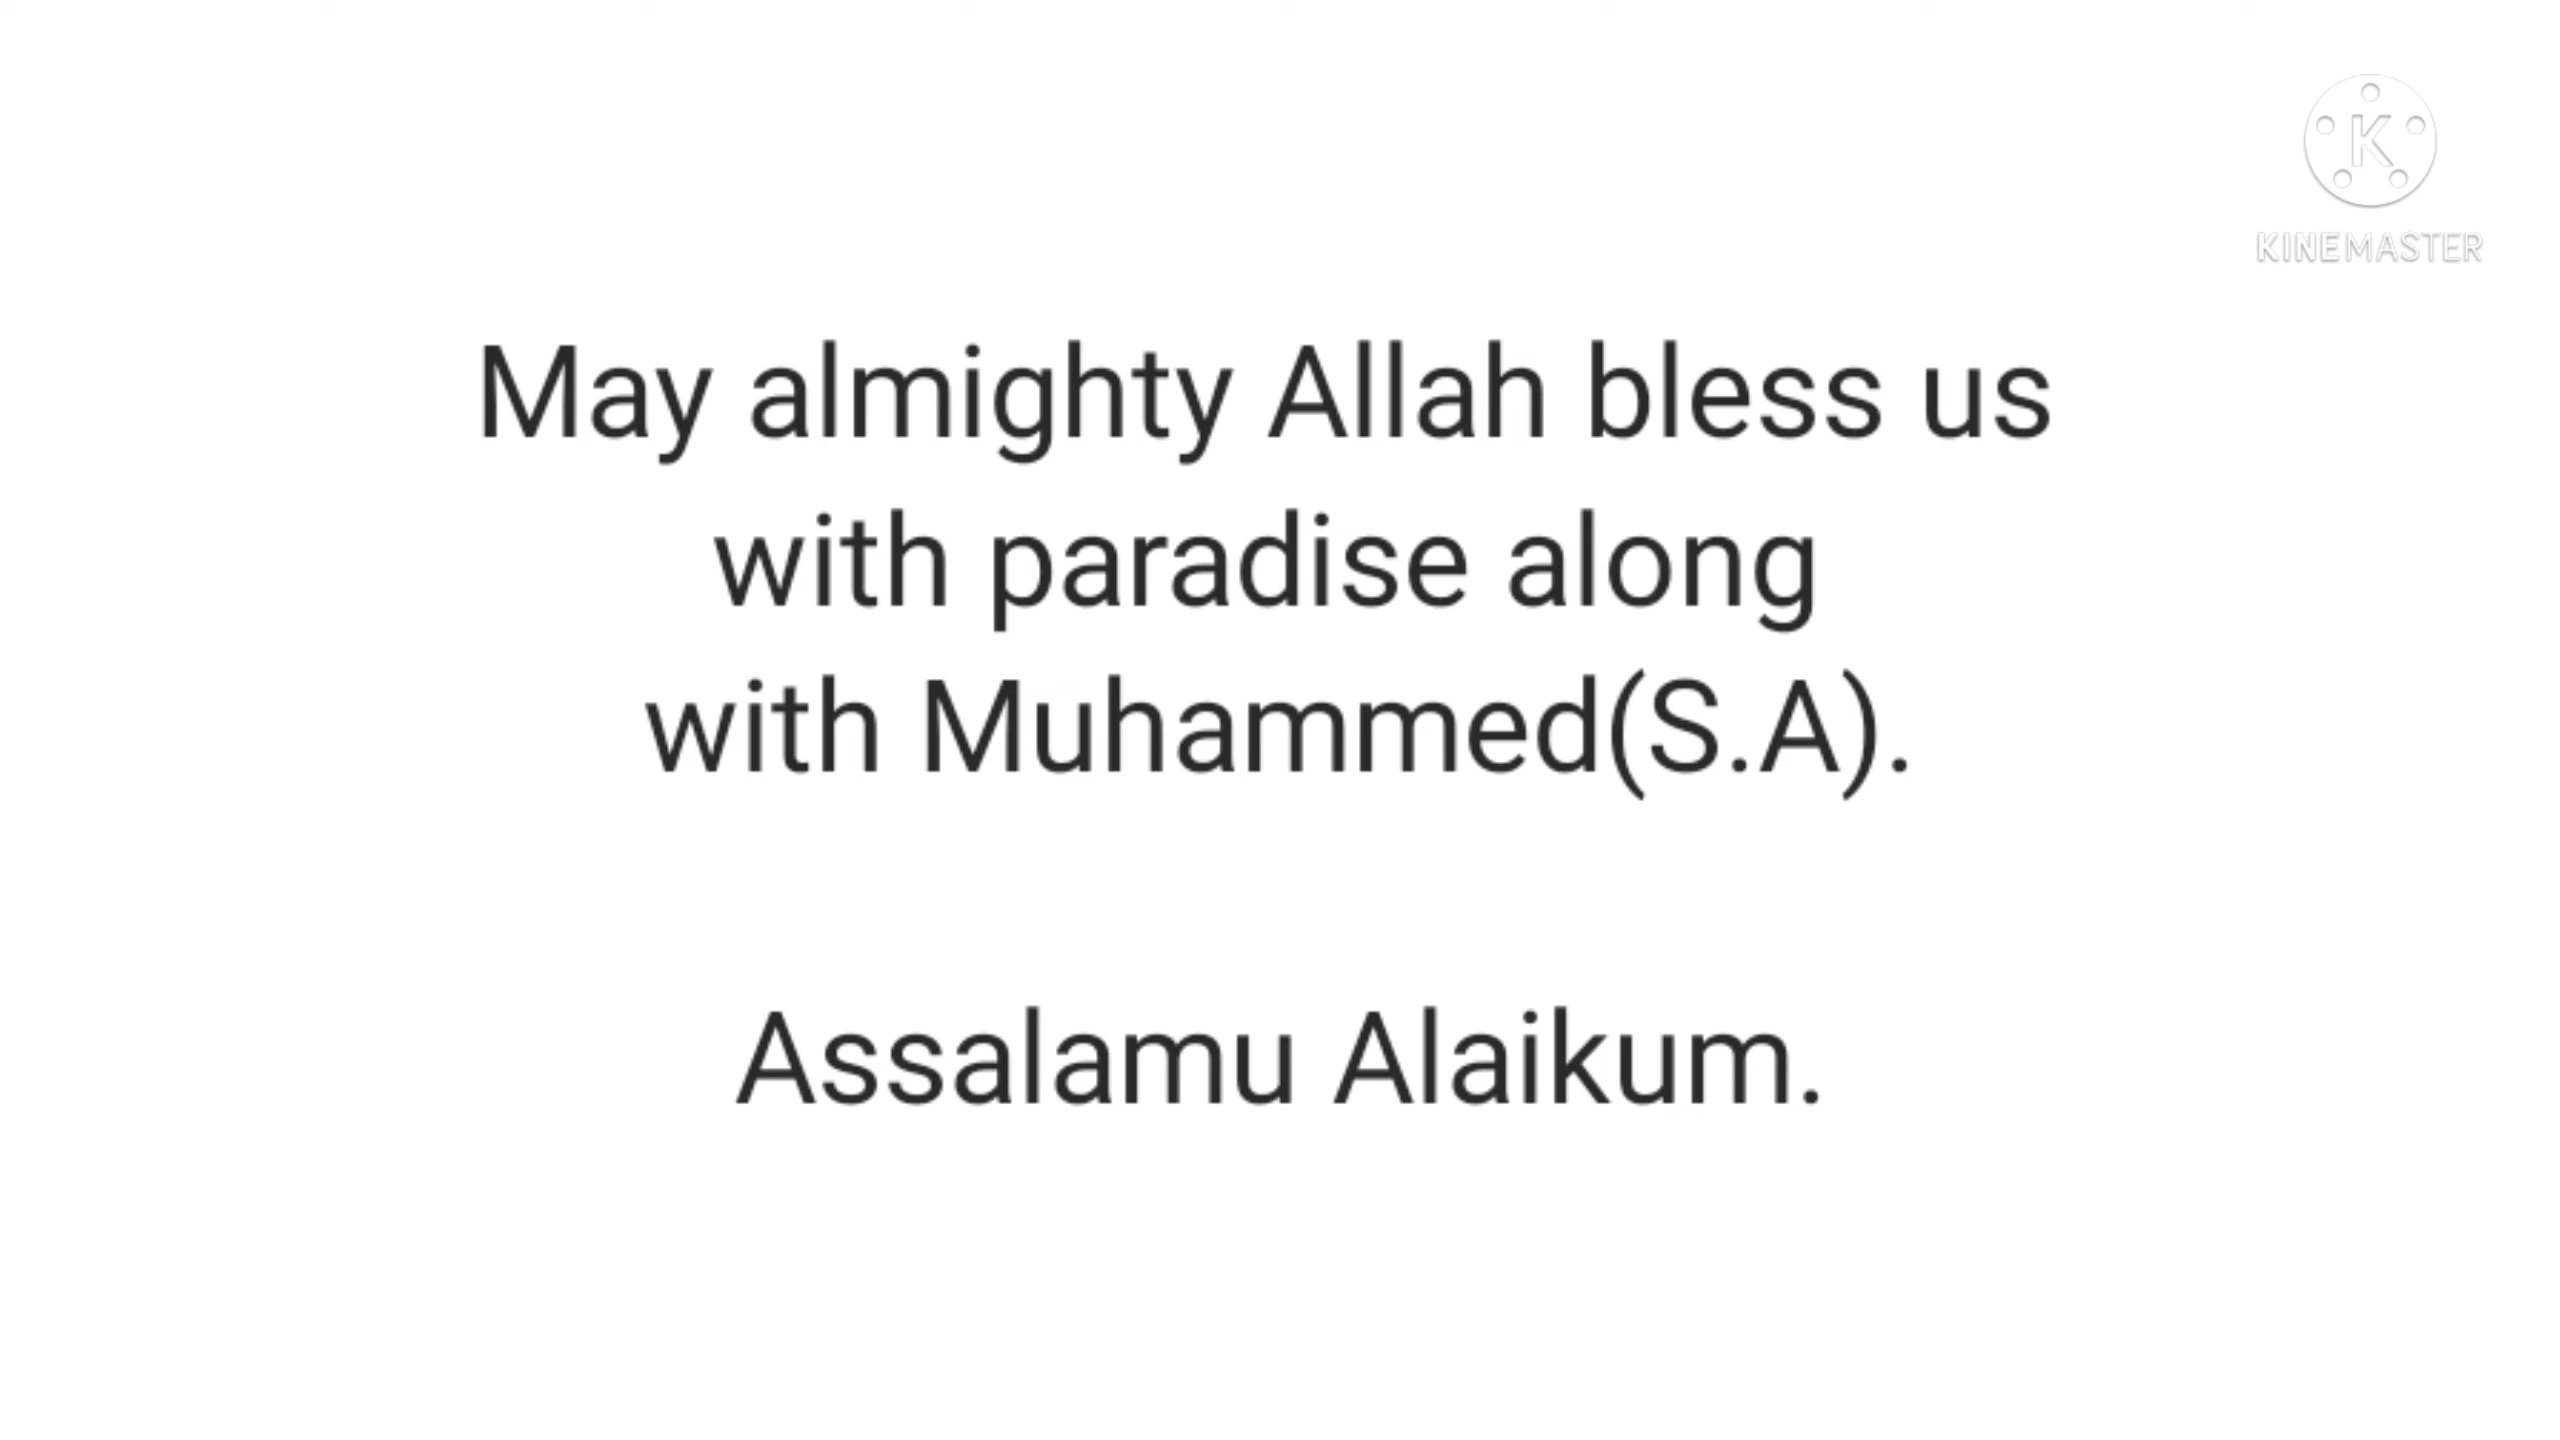 K
KINEMASTER
May almighty Allah bless us
with paradise along
with Muhammed(S.A).
Assalamu Alaikum.